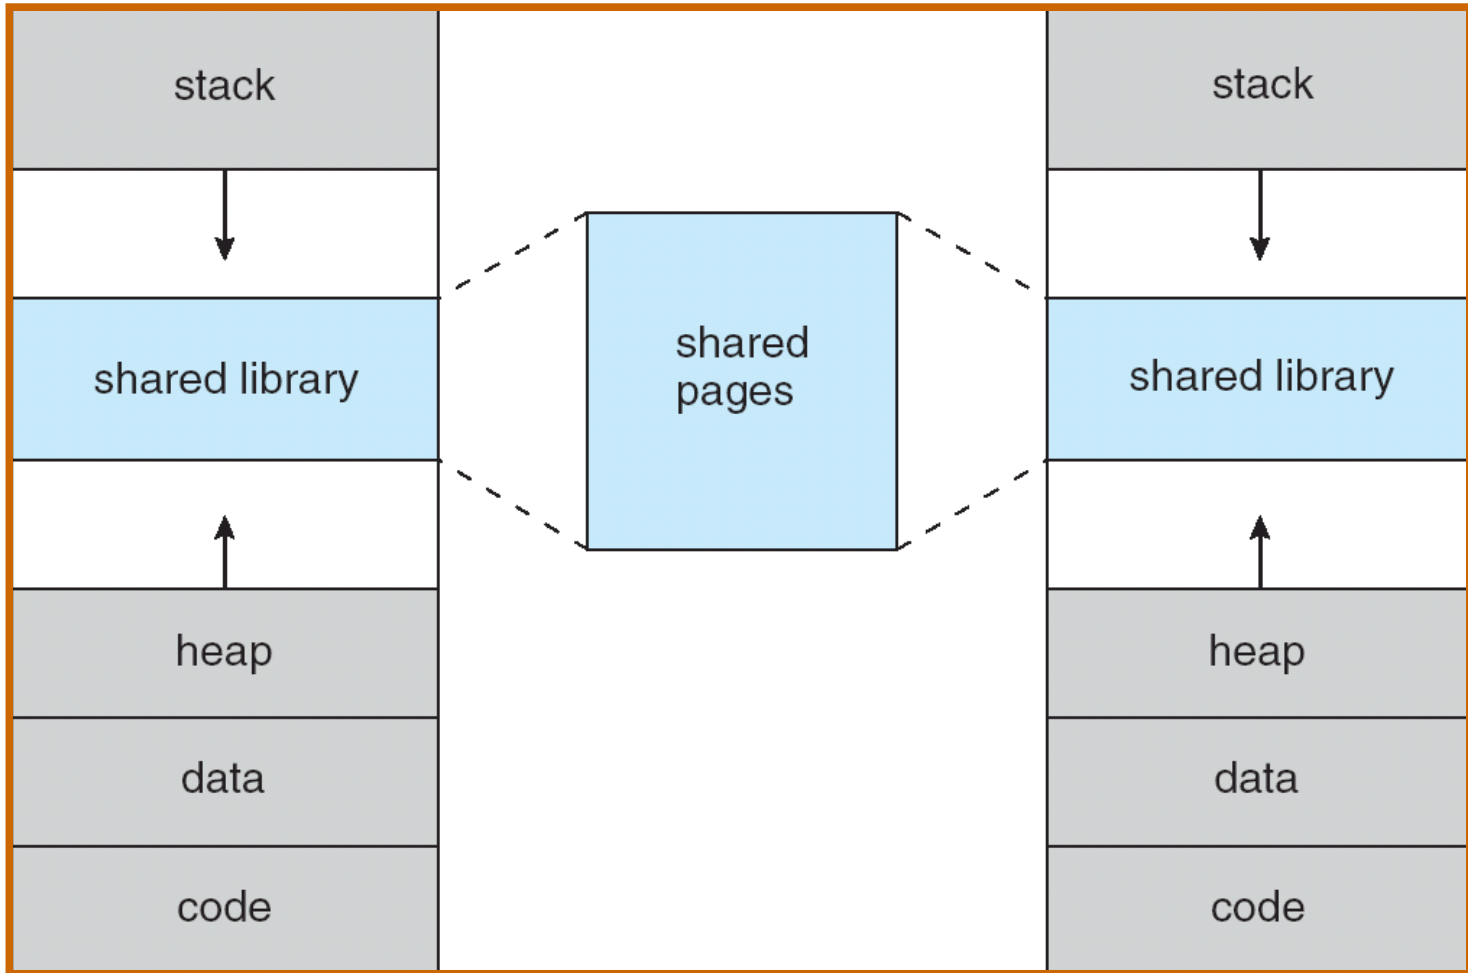 stack
shared library
heap
data
code
shared
pages
stack
shared library
heap
data
code